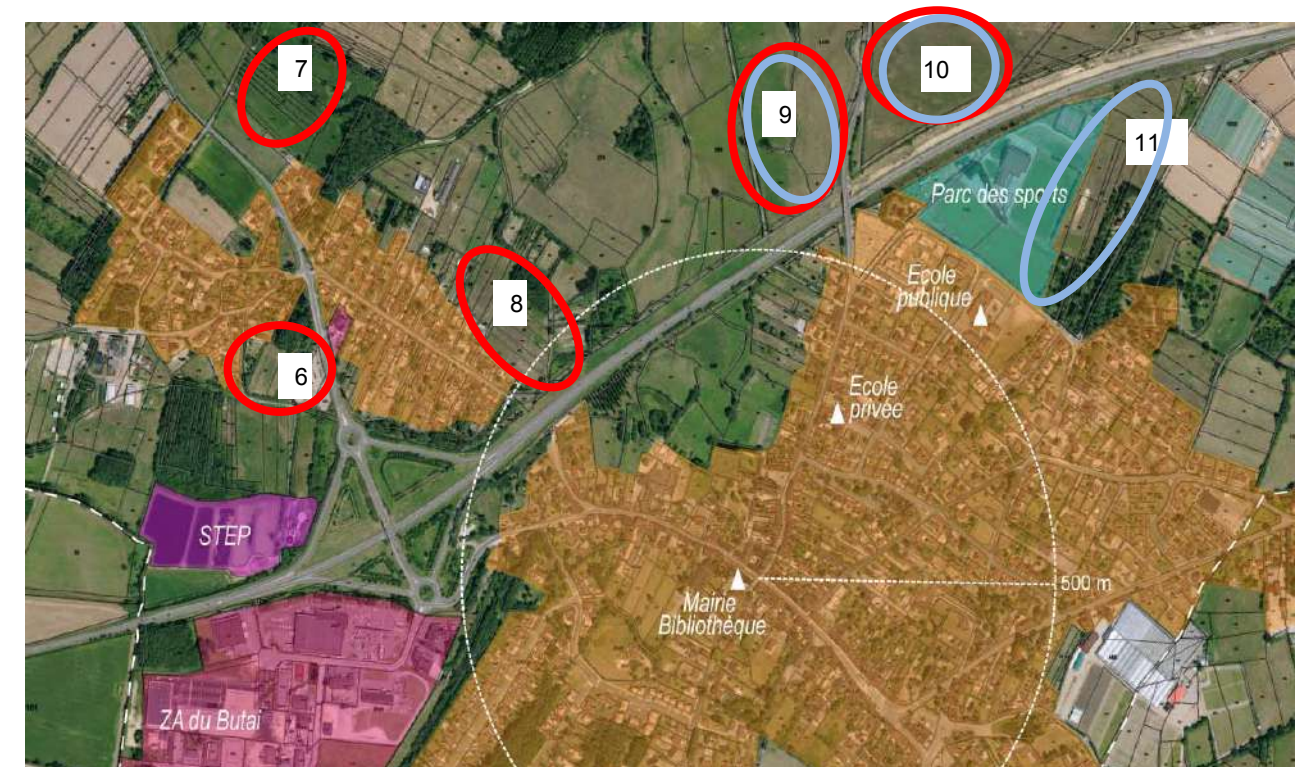 7
10
9
11
Parc des sports
8
Ecole
publique
6
Ecole
privée
STEP
500 m
Mairie
Bibliothèque
ZA du Butai